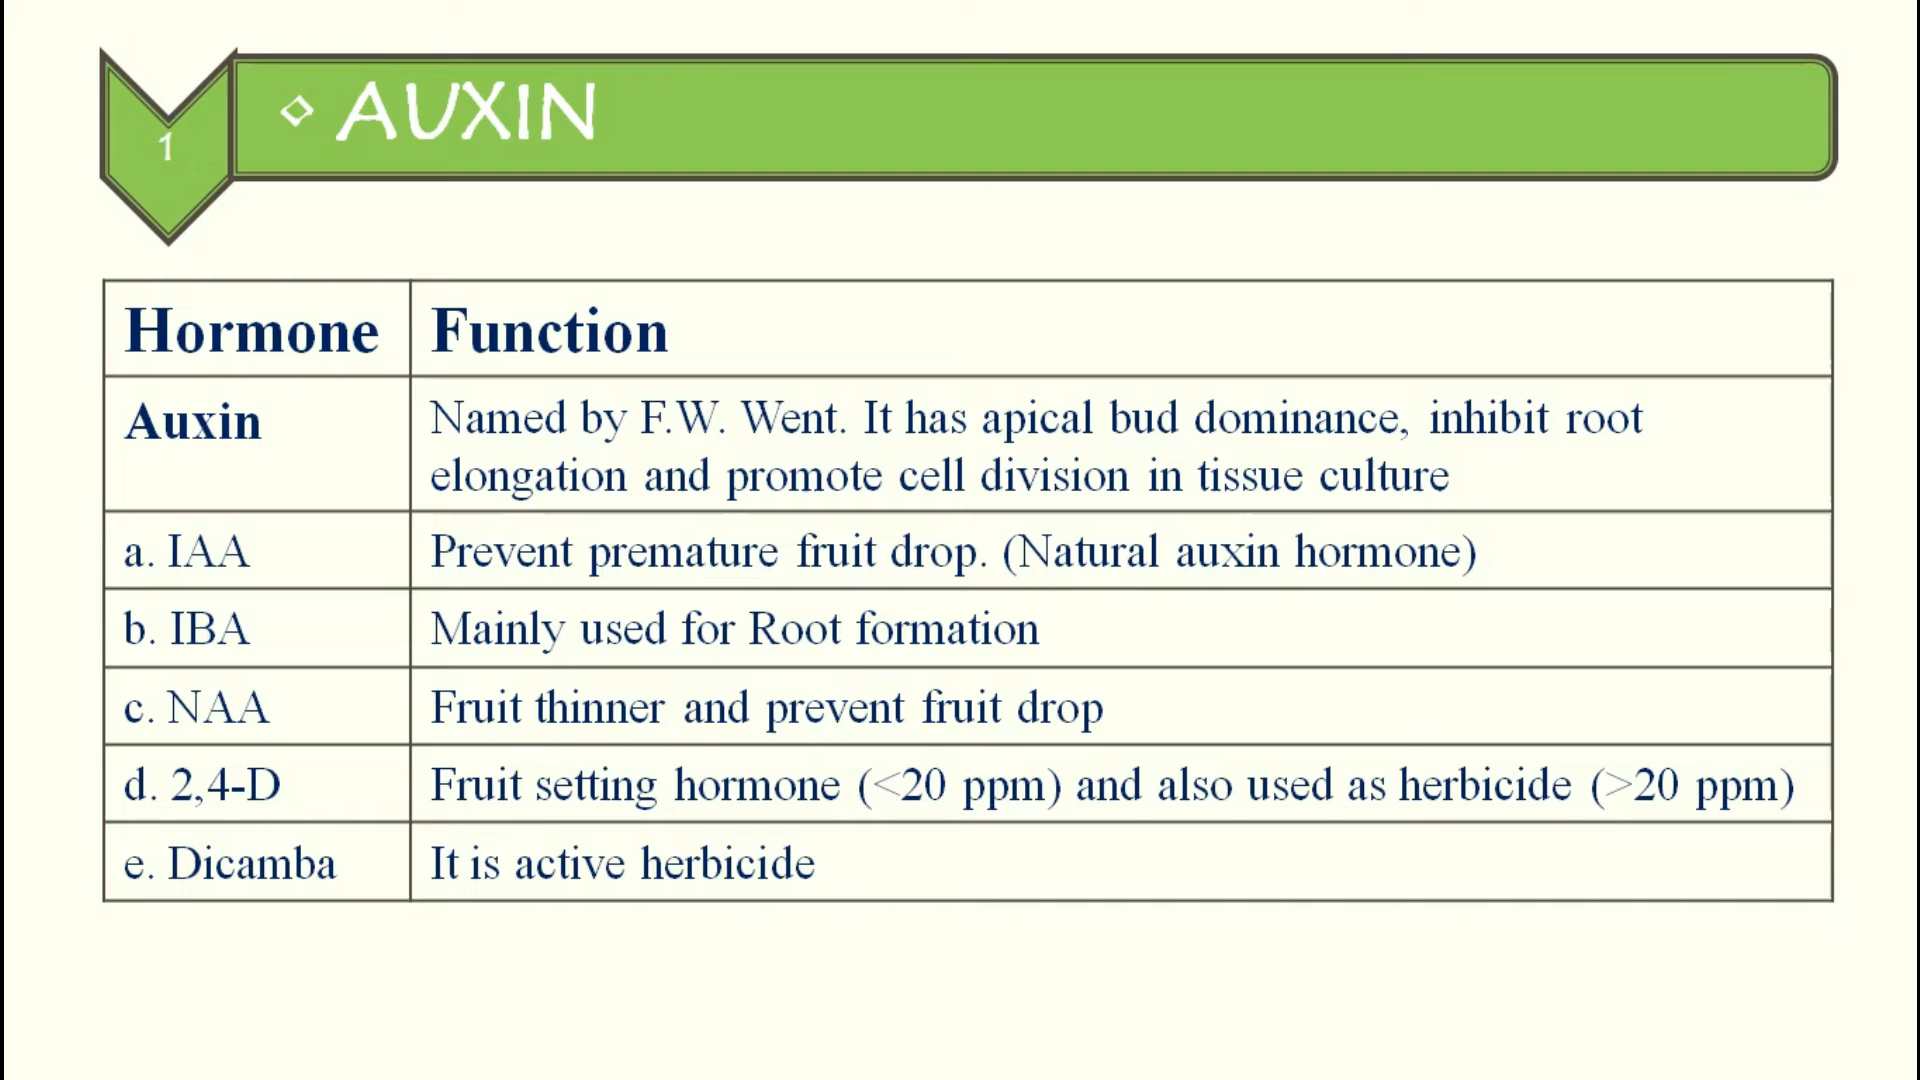 1
AUXIN
Hormone Function
Auxin Named by F.W. Went. It has apical bud dominance, inhibit root
elongation and promote cell division in tissue culture
a. IAA Prevent premature fruit drop. (Natural auxin hormone)
b. IBA Mainly used for Root formation
c. NAA Fruit thinner and prevent fruit drop
d. 2,4-D Fruit setting hormone (<20 ppm) and also used as herbicide (>20 ppm)
e. Dicamba It is active herbicide